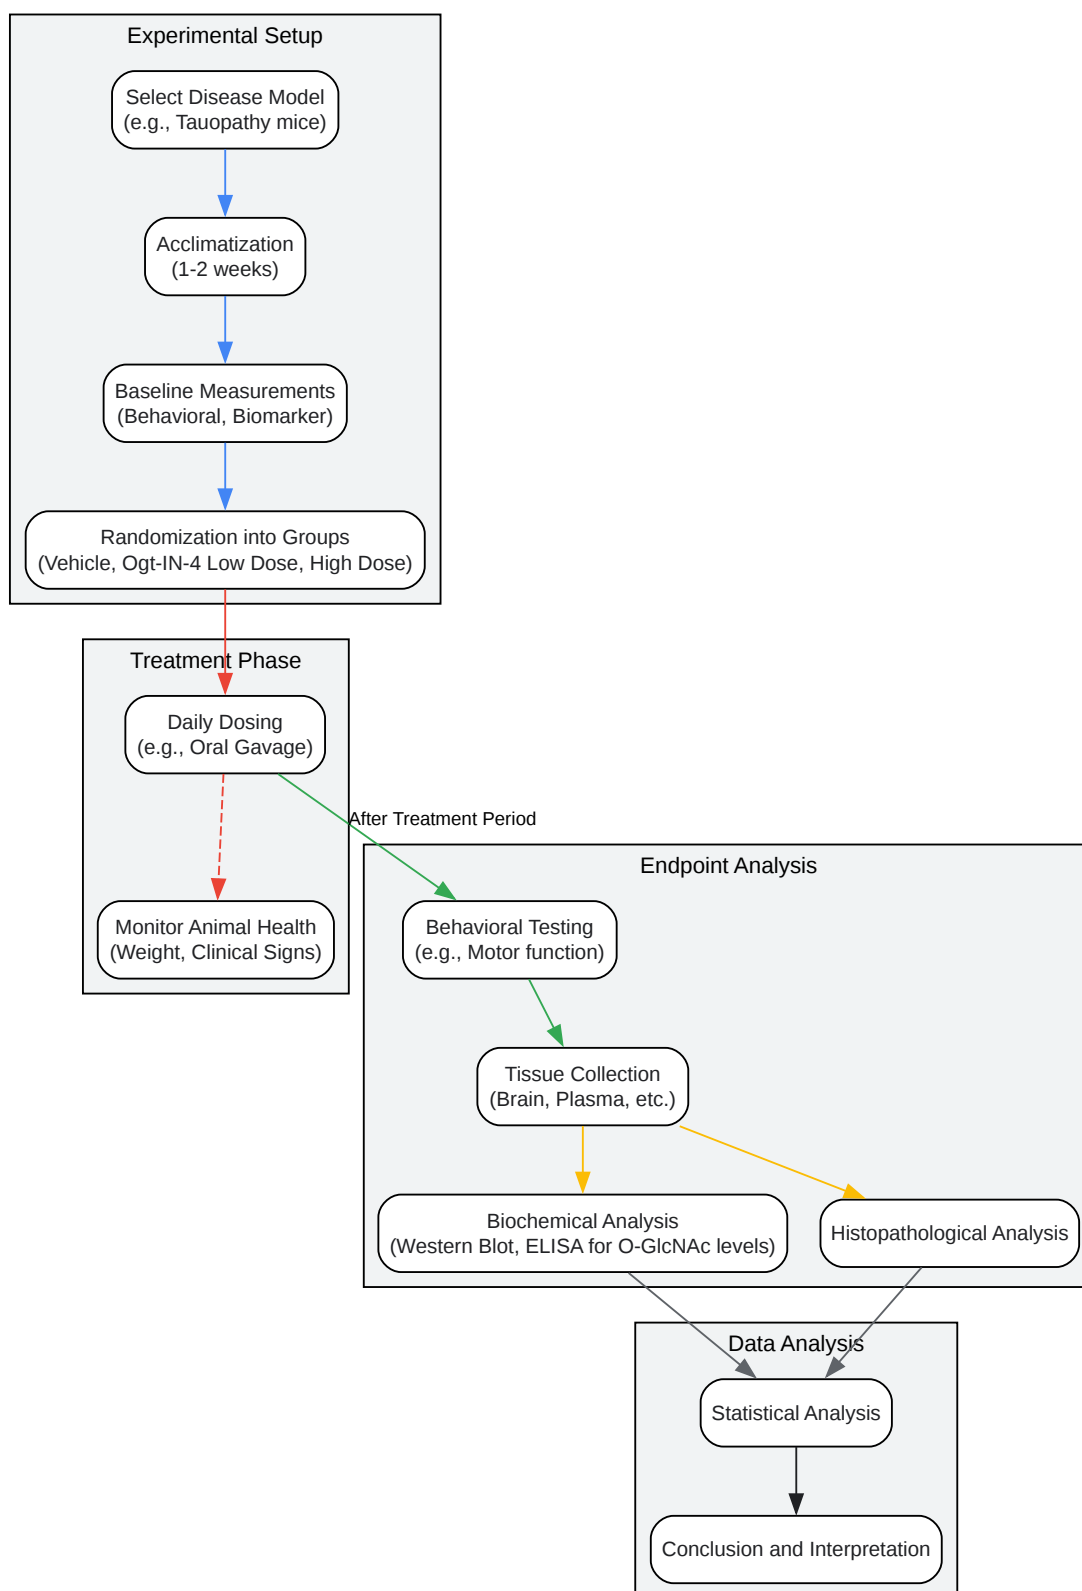 Experimental Setup
Select Disease Model
(e.g., Tauopathy mice)
Acclimatization
(1-2 weeks)
Baseline Measurements
(Behavioral, Biomarker)
Randomization into Groups
(Vehicle, Ogt-IN-4 Low Dose, High Dose)
Treatment Phase
Daily Dosing
(e.g., Oral Gavage)
After Treatment Period
Monitor Animal Health
(Weight, Clinical Signs)
Endpoint Analysis
Behavioral Testing
(e.g., Motor function)
Tissue Collection
(Brain, Plasma, etc.)
Biochemical Analysis
(Western Blot, ELISA for O-GlcNAc levels)
Histopathological Analysis
Data Analysis
Statistical Analysis
Conclusion and Interpretation